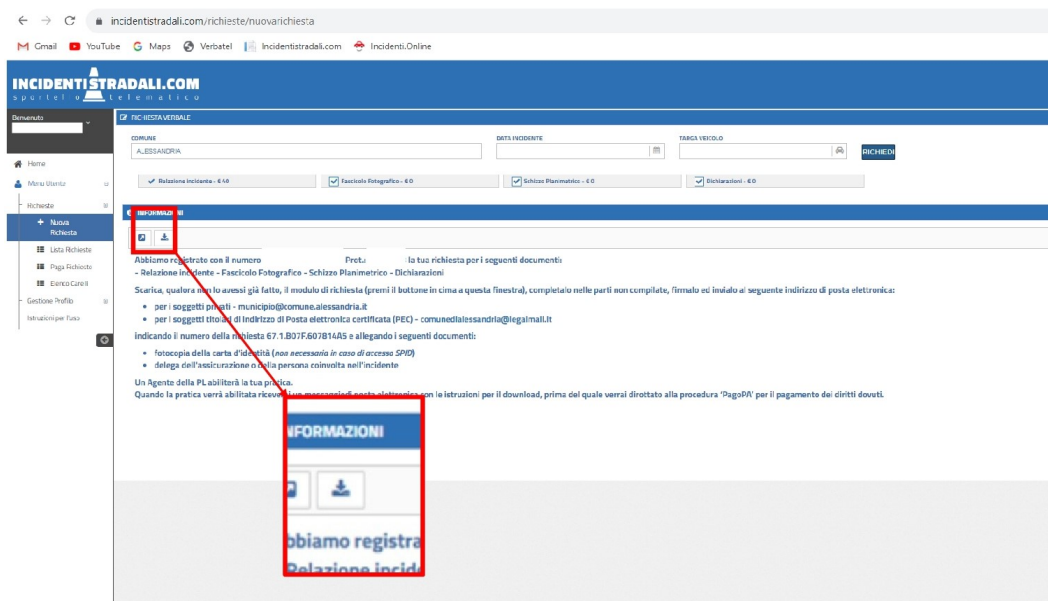 incidentistradali.com/richieste/nuovarichiesta
Gmail YouTube Maps Verbatel Incidentistradali.com Incidenti.Online
INCIDENTISTRADALI.COM
sportello telematico
Benvenuto
RICHIESTA VERBALE
COMUNE DATA INCIDENTE TARGA VEICOLO
ALESSANDRIA RICHIEDI
Relazione Incidente - € 40 Fascicolo Fotografico - € 0 Schizzo Planimetrico - € 0 Dichiarazioni - € 0
Home
Menu Utente
Richieste
Nuova
Richiesta
Lista Richieste
Paga Richieste
Elenco Carrelli
Gestione Profilo
Istruzioni per l'uso
INFORMAZIONI
Abbiamo registrato con il numero Prot.: la tua richiesta per i seguenti documenti:
- Relazione incidente - Fascicolo Fotografico - Schizzo Planimetrico - Dichiarazioni
Scarica, qualora non lo avessi già fatto, il modulo di richiesta (premi il bottone in cima a questa finestra), completalo nelle parti non compilate, firmalo ed invialo al seguente indirizzo di posta elettronica:
• per i soggetti privati - municipio@comune.alessandria.it
• per i soggetti titolari di Indirizzo di Posta elettronica certificata (PEC) - comunedialessandria@legalmail.it
indicando il numero della richiesta 67.1.B07F.607814A5 e allegando i seguenti documenti:
• fotocopia della carta d'identità (non necessaria in caso di accesso SPID)
• delega dell'assicurazione o della persona coinvolta nell'incidente
Un Agente della PL abiliterà la tua pratica.
Quando la pratica verrà abilitata riceverai un messaggio di posta elettronica con le istruzioni per il download, prima del quale verrai dirottato alla procedura 'PagoPA' per il pagamento dei diritti dovuti.
NFORMAZIONI
bbiamo registra
Relazione incide